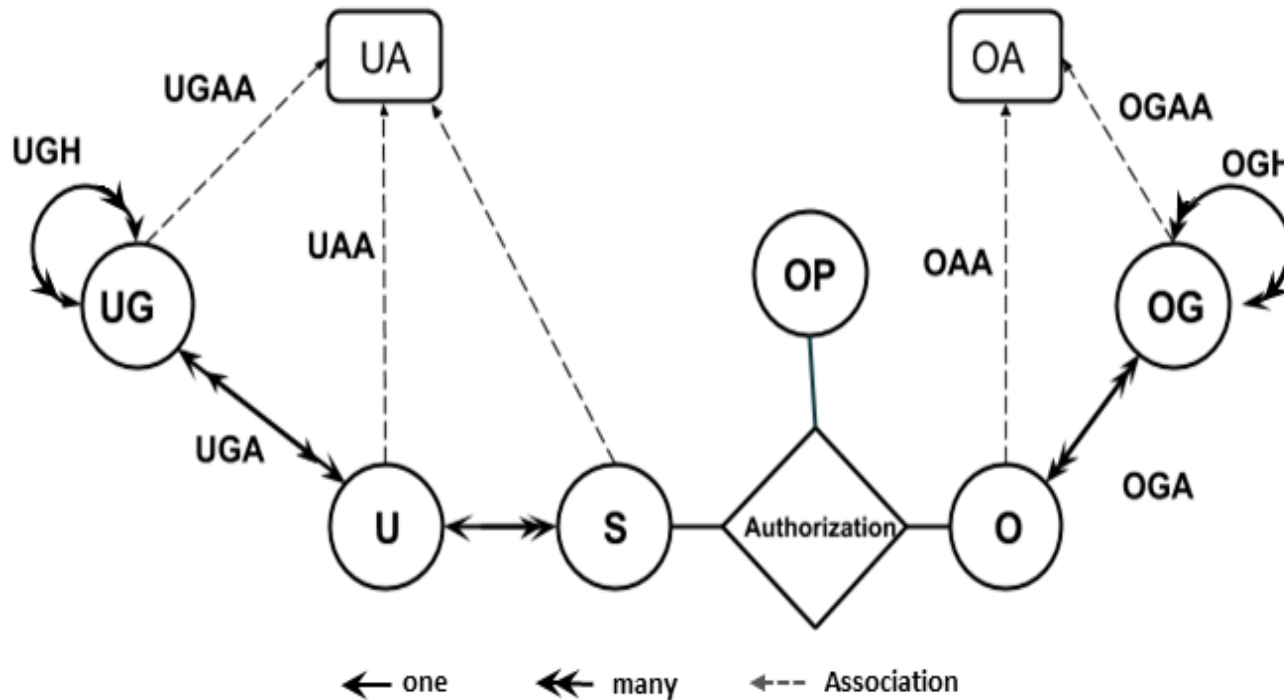 UA
OA
UGAA
OGAA
UGH
OGH
UAA
OAA
OP
UG
OG
UGA
OGA
U
S
Authorization
O
one
many
Association